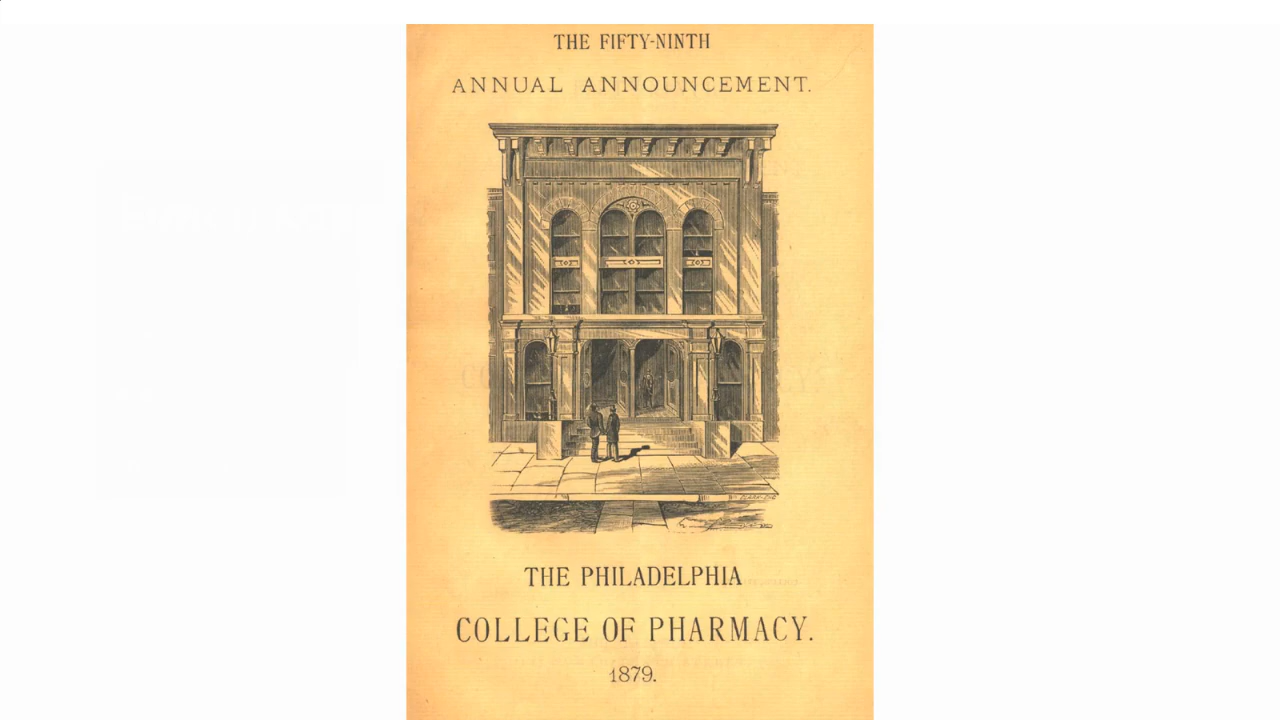 THE FIFTY-NINTH
ANNUAL ANNOUNCEMENT.
THE PHILADELPHIA
COLLEGE OF PHARMACY.
1879.